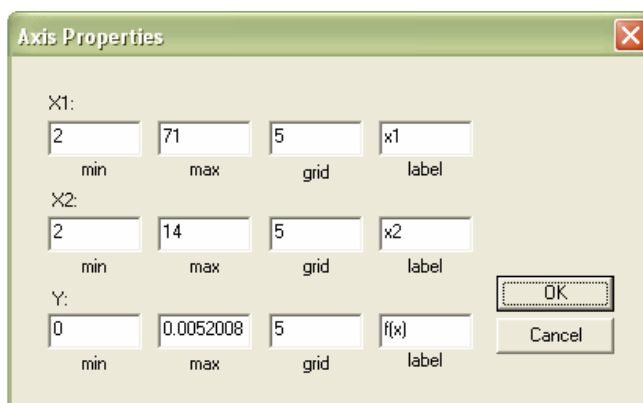 Axis Properties
X1:
2 71 5 x1
min max grid label
X2:
2 14 5 x2
min max grid label
Y:
0 0.0052008 5 f(x)
min max grid label
OK
Cancel